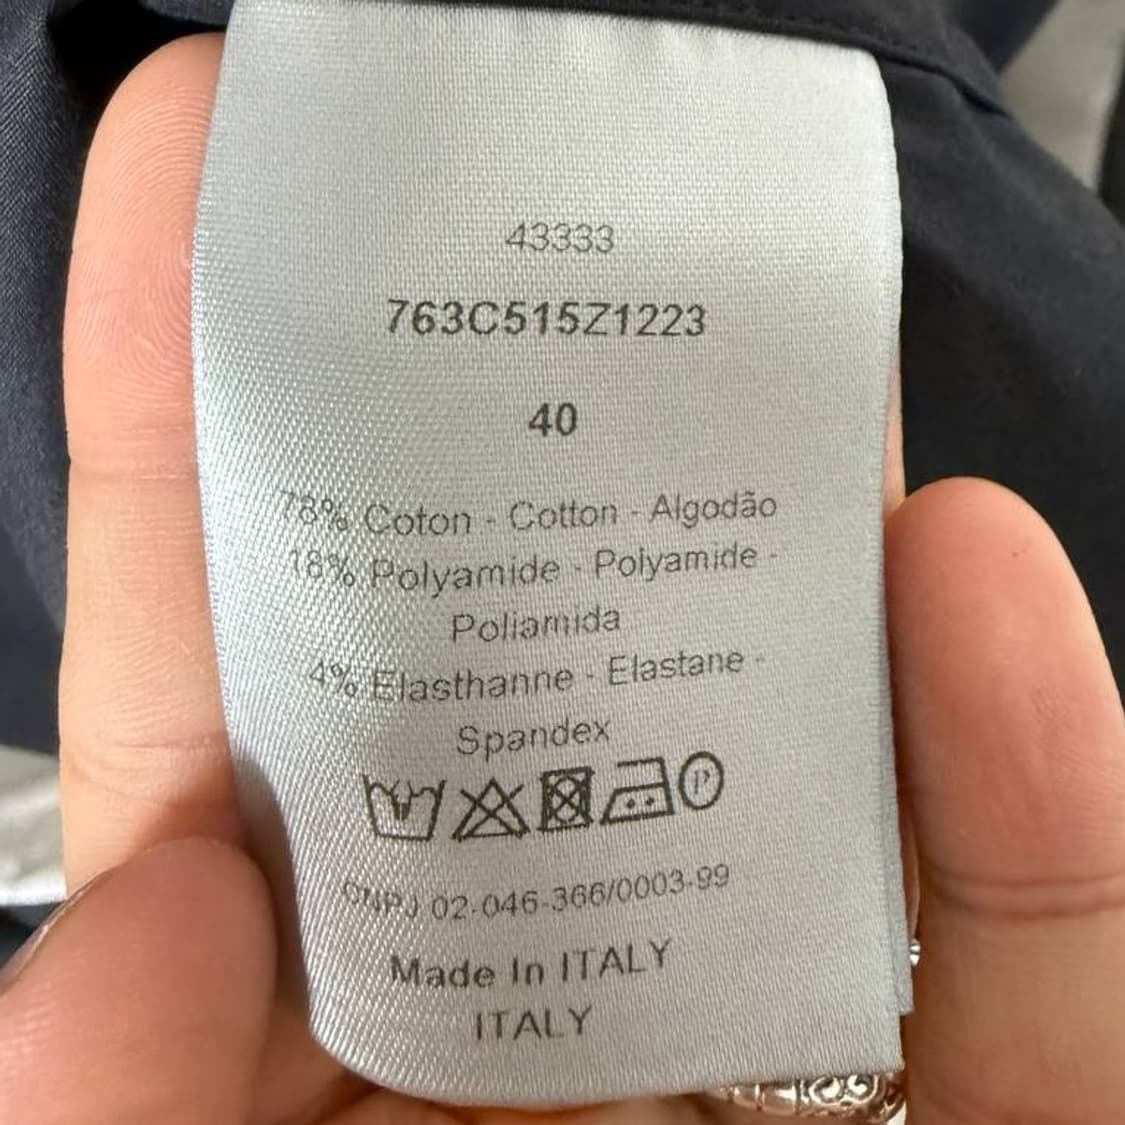 43333
763C515Z1223
40
78% Coton - Cotton - Algodão
18% Polyamide - Polyamide -
Poliamida
4% Elasthanne - Elastane -
Spandex
P
CNPJ 02-046-366/0003-99
Made In ITALY
ITALY